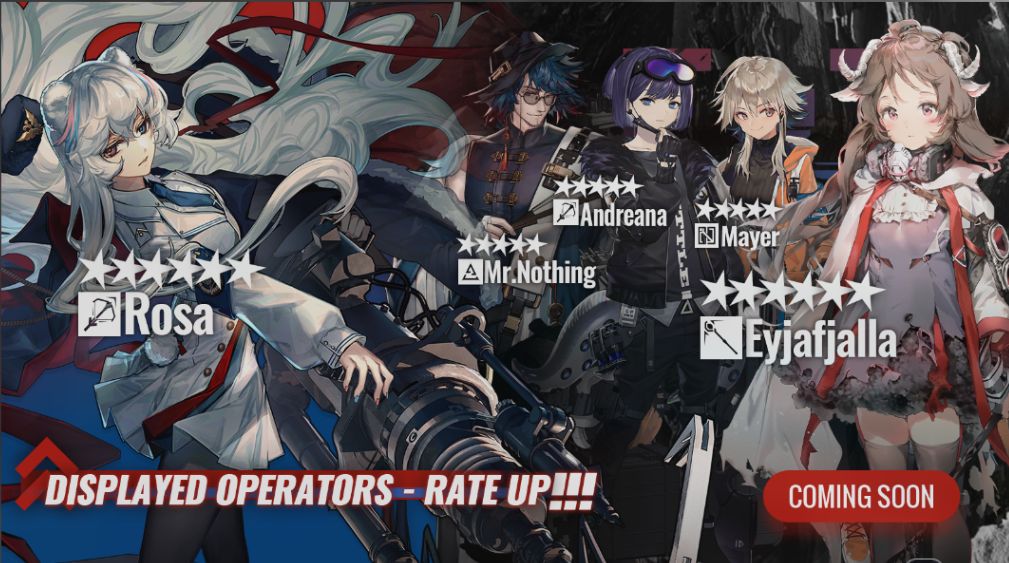 ★★★★★★
Rosa
★★★★★
Mr.Nothing
★★★★★
Andreana
★★★★★
Mayer
★★★★★★
Eyjafjalla
DISPLAYED OPERATORS - RATE UP!!!
COMING SOON